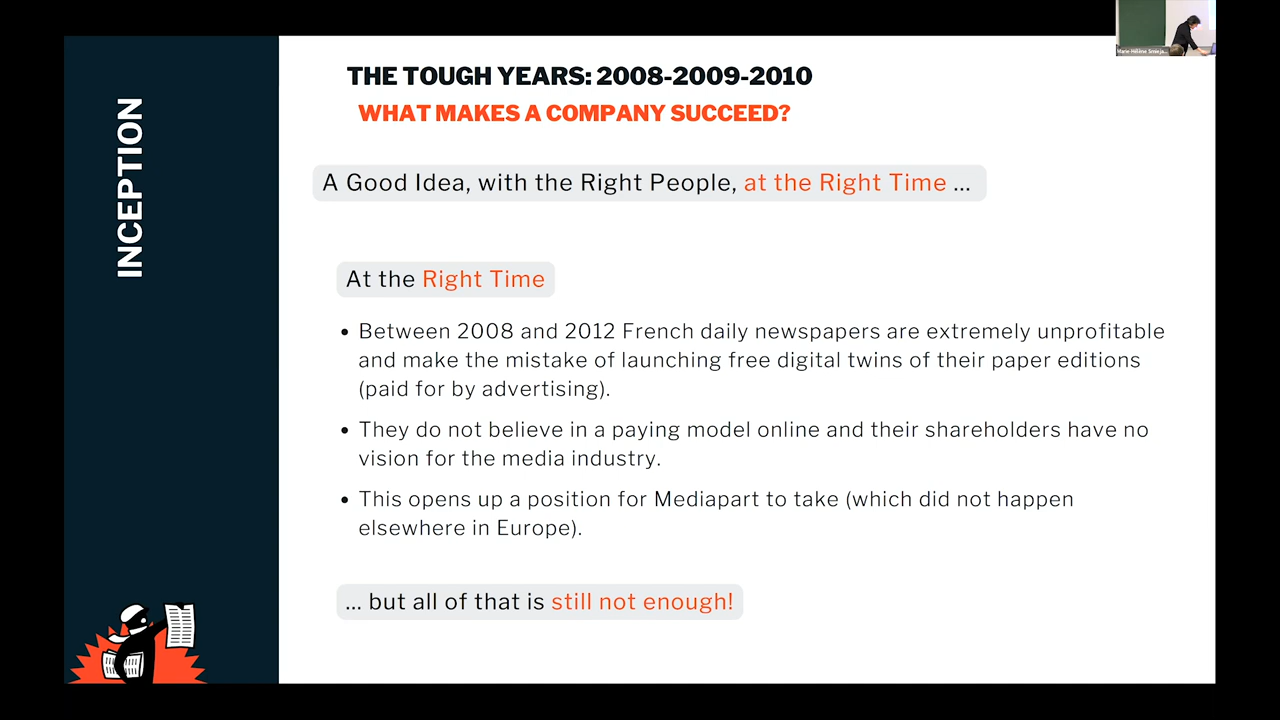 INCEPTION
THE TOUGH YEARS: 2008-2009-2010
WHAT MAKES A COMPANY SUCCEED?
A Good Idea, with the Right People, at the Right Time ...
At the Right Time
• Between 2008 and 2012 French daily newspapers are extremely unprofitable
and make the mistake of launching free digital twins of their paper editions
(paid for by advertising).
• They do not believe in a paying model online and their shareholders have no
vision for the media industry.
• This opens up a position for Mediapart to take (which did not happen
elsewhere in Europe).
... but all of that is still not enough!